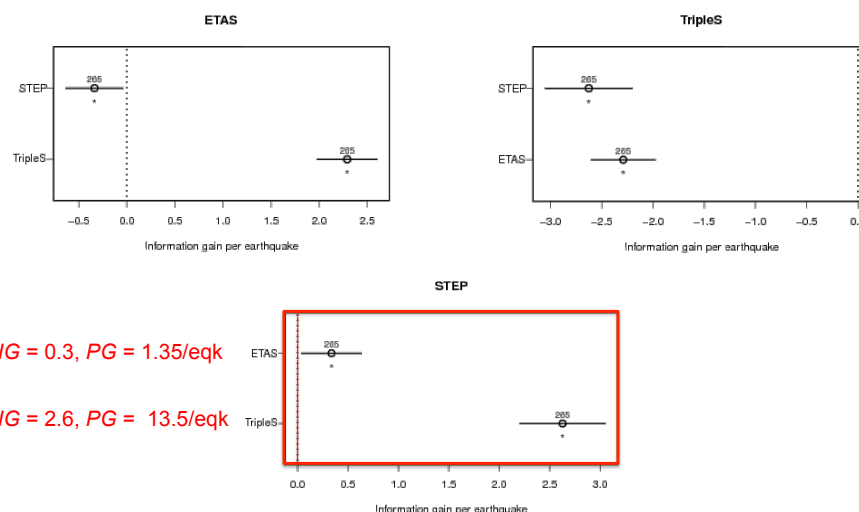 ETAS
STEP
265
*
TripleS
265
*
-0.5 0.0 0.5 1.0 1.5 2.0 2.5
Information gain per earthquake
TripleS
STEP
265
*
ETAS
265
*
-3.0 -2.5 -2.0 -1.5 -1.0 -0.5
Information gain per earthquake
STEP
IG = 0.3, PG = 1.35/eqk
ETAS
265
*
IG = 2.6, PG = 13.5/eqk
TripleS
265
*
0.0 0.5 1.0 1.5 2.0 2.5 3.0
Information gain per earthquake